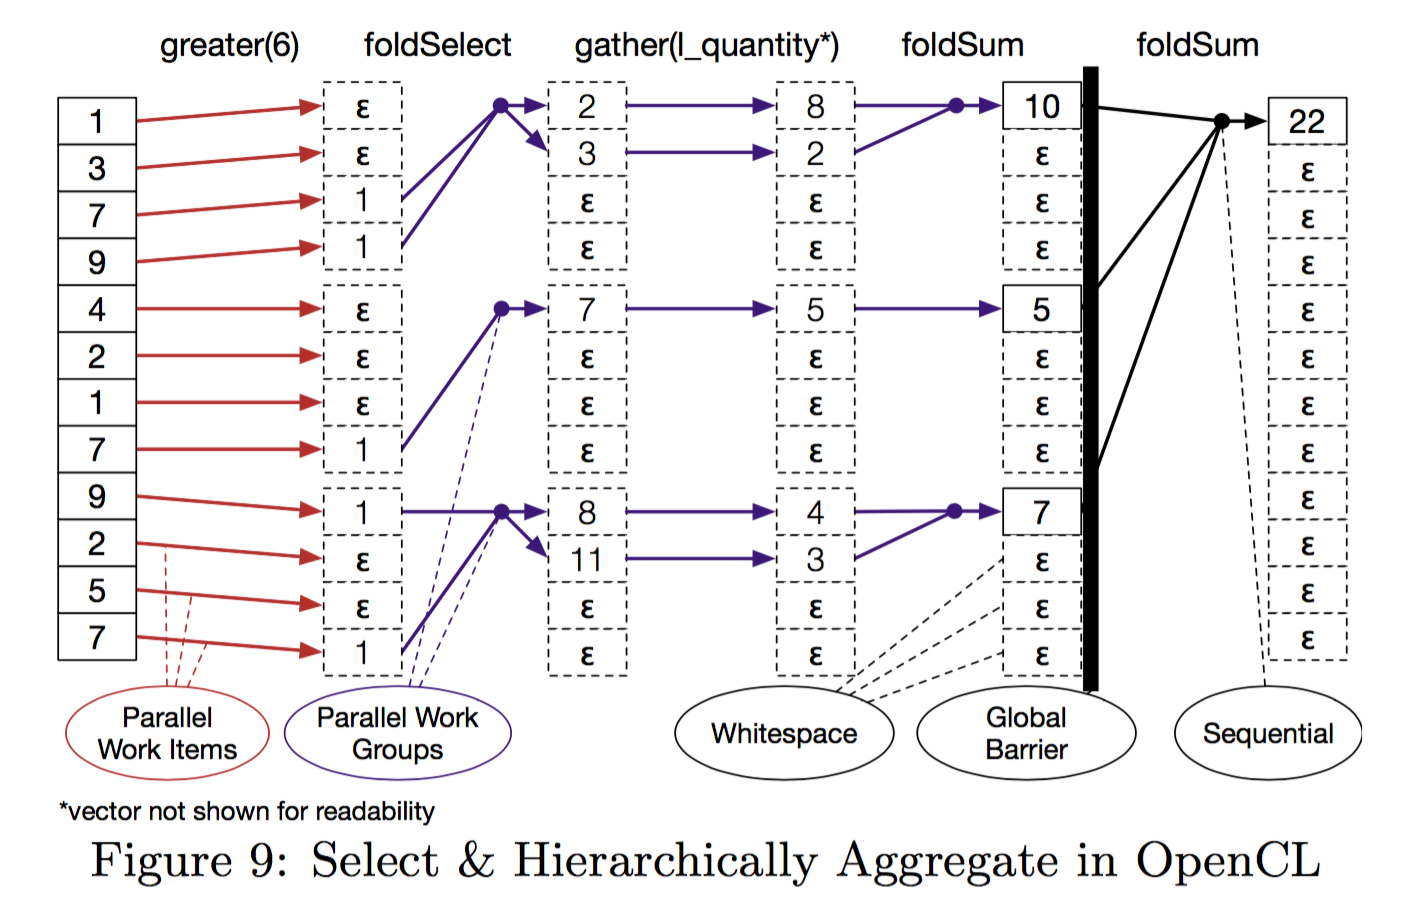 greater(6) foldSelect gather(l_quantity*) foldSum foldSum
1 ε 2 8 10 22
3 ε 3 2 ε ε
7 1 ε ε ε ε
9 1 ε ε ε ε
4 ε 7 5 5 ε
2 ε ε ε ε ε
1 ε ε ε ε ε
7 1 ε ε ε ε
9 1 8 4 7 ε
2 ε 11 3 ε ε
5 ε ε ε ε ε
7 1 ε ε ε ε
Parallel
Work Items
Parallel Work
Groups
Whitespace
Global
Barrier
Sequential
*vector not shown for readability
Figure 9: Select & Hierarchically Aggregate in OpenCL